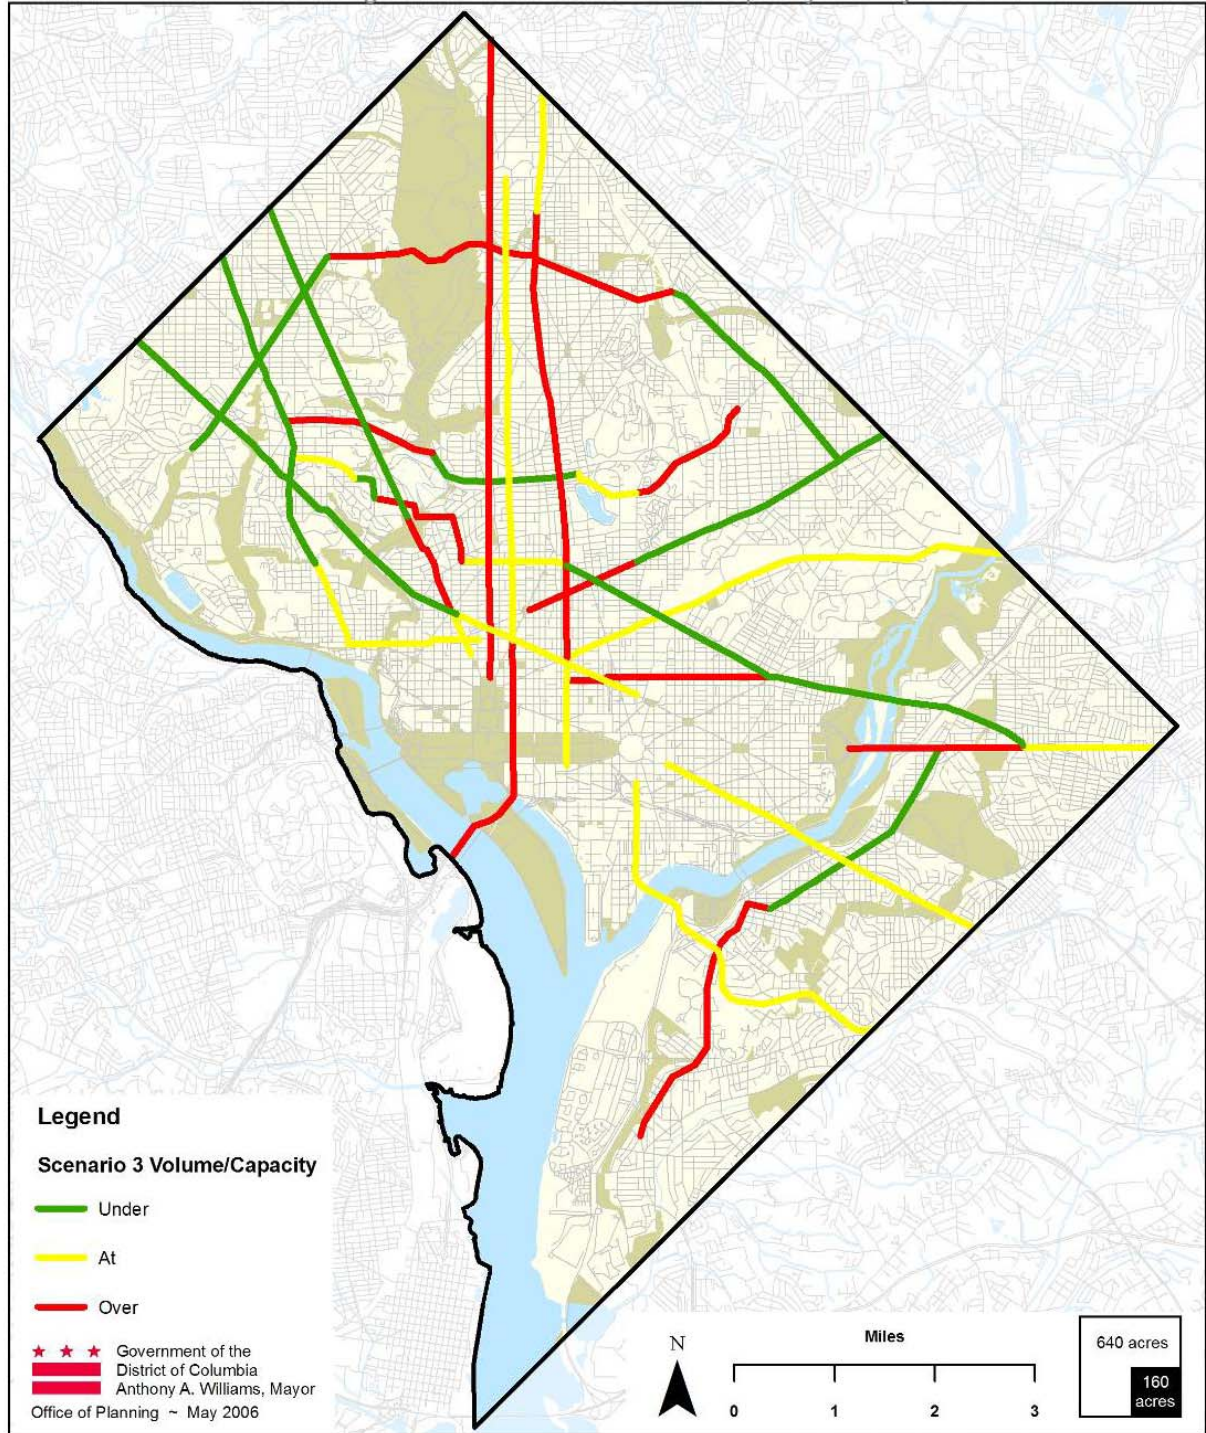 Legend
Scenario 3 Volume/Capacity
Under
At
Over
Government of the
District of Columbia
Anthony A. Williams, Mayor
Office of Planning ~ May 2006
N
Miles
0 1 2 3
640 acres
160
acres